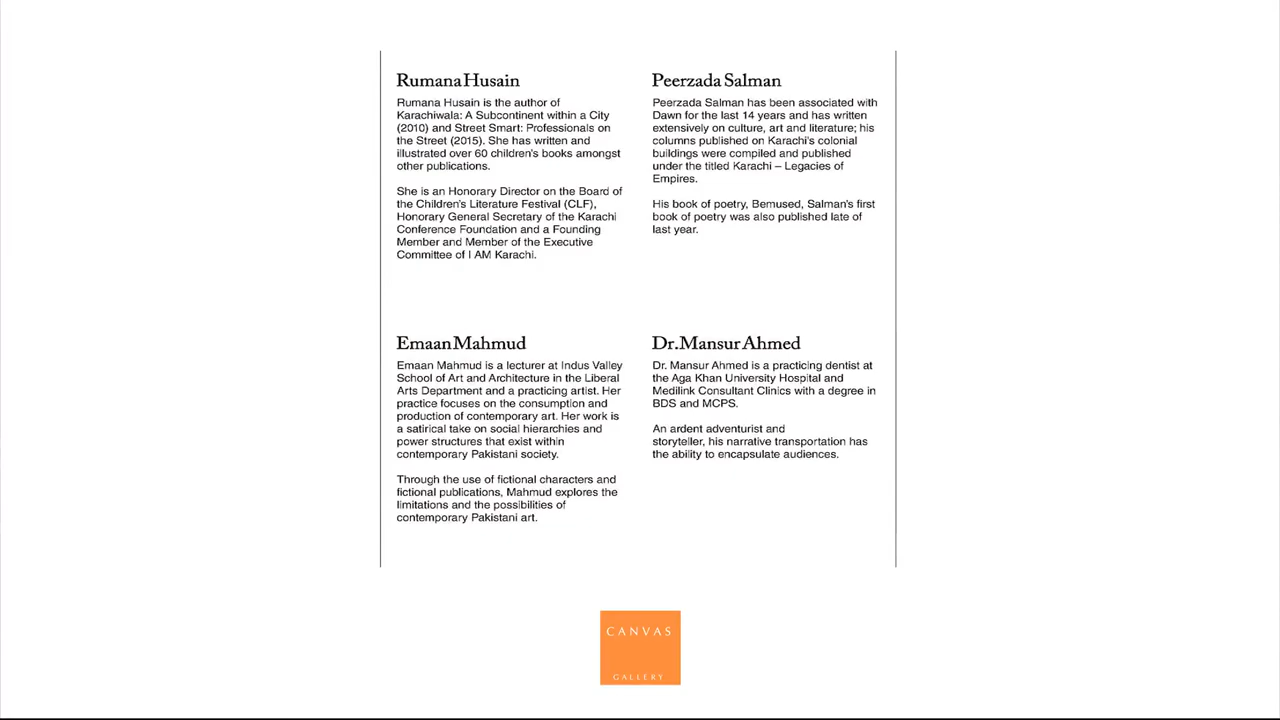 Rumana Husain
Rumana Husain is the author of
Karachiwala: A Subcontinent within a City
(2010) and Street Smart: Professionals on
the Street (2015). She has written and
illustrated over 60 children's books amongst
other publications.
She is an Honorary Director on the Board of
the Children's Literature Festival (CLF),
Honorary General Secretary of the Karachi
Conference Foundation and a Founding
Member and Member of the Executive
Committee of I AM Karachi.
Peerzada Salman
Peerzada Salman has been associated with
Dawn for the last 14 years and has written
extensively on culture, art and literature; his
columns published on Karachi's colonial
buildings were compiled and published
under the titled Karachi – Legacies of
Empires.
His book of poetry, Bemused, Salman's first
book of poetry was also published late of
last year.
Emaan Mahmud
Emaan Mahmud is a lecturer at Indus Valley
School of Art and Architecture in the Liberal
Arts Department and a practicing artist. Her
practice focuses on the consumption and
production of contemporary art. Her work is
a satirical take on social hierarchies and
power structures that exist within
contemporary Pakistani society.
Through the use of fictional characters and
fictional publications, Mahmud explores the
limitations and the possibilities of
contemporary Pakistani art.
Dr. Mansur Ahmed
Dr. Mansur Ahmed is a practicing dentist at
the Aga Khan University Hospital and
Medilink Consultant Clinics with a degree in
BDS and MCPS.
An ardent adventurist and
storyteller, his narrative transportation has
the ability to encapsulate audiences.
CANVAS
GALLERY